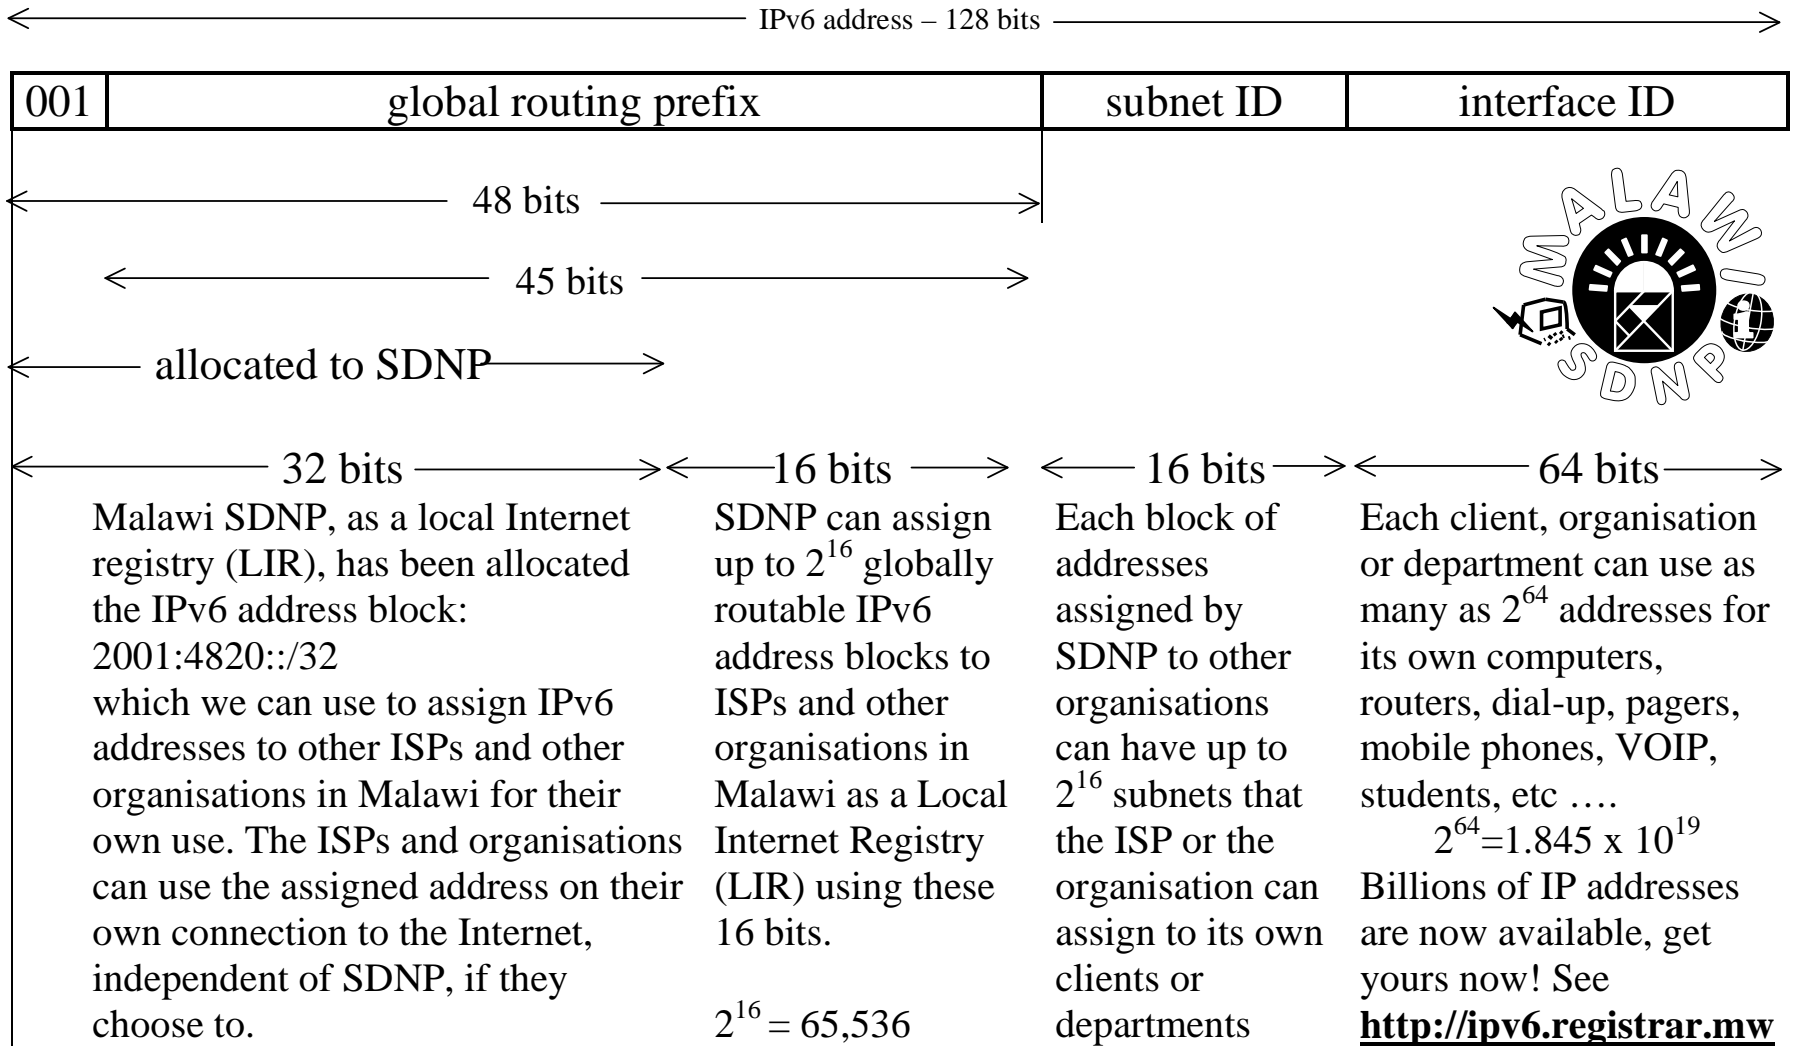 IPv6 address – 128 bits
001 global routing prefix subnet ID interface ID
48 bits
45 bits
MALAWI
SDNP
allocated to SDNP
32 bits 16 bits 16 bits 64 bits
Malawi SDNP, as a local Internet
registry (LIR), has been allocated
the IPv6 address block:
2001:4820::/32
which we can use to assign IPv6
addresses to other ISPs and other
organisations in Malawi for their
own use. The ISPs and organisations
can use the assigned address on their
own connection to the Internet,
independent of SDNP, if they
choose to.
SDNP can assign
up to 2^16 globally
routable IPv6
address blocks to
ISPs and other
organisations in
Malawi as a Local
Internet Registry
(LIR) using these
16 bits.
2^16 = 65,536
Each block of
addresses
assigned by
SDNP to other
organisations
can have up to
2^16 subnets that
the ISP or the
organisation can
assign to its own
clients or
departments
Each client, organisation
or department can use as
many as 2^64 addresses for
its own computers,
routers, dial-up, pagers,
mobile phones, VOIP,
students, etc ….
2^64=1.845 x 10^19
Billions of IP addresses
are now available, get
yours now! See
http://ipv6.registrar.mw